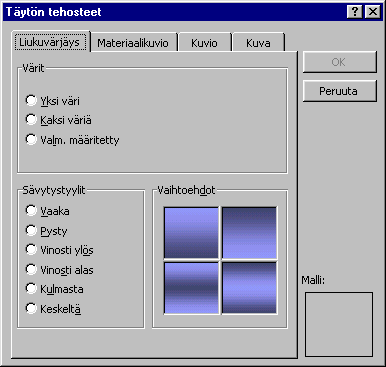 Täytön tehosteet
Liukuvärjäys Materiaalikuvio Kuvio Kuva
OK
Peruuta
Värit
Yksi väri
Kaksi väriä
Valm. määritetty
Sävytystyylit
Vaaka
Pysty
Vinosti ylös
Vinosti alas
Kulmasta
Keskeltä
Vaihtoehdot
Malli: